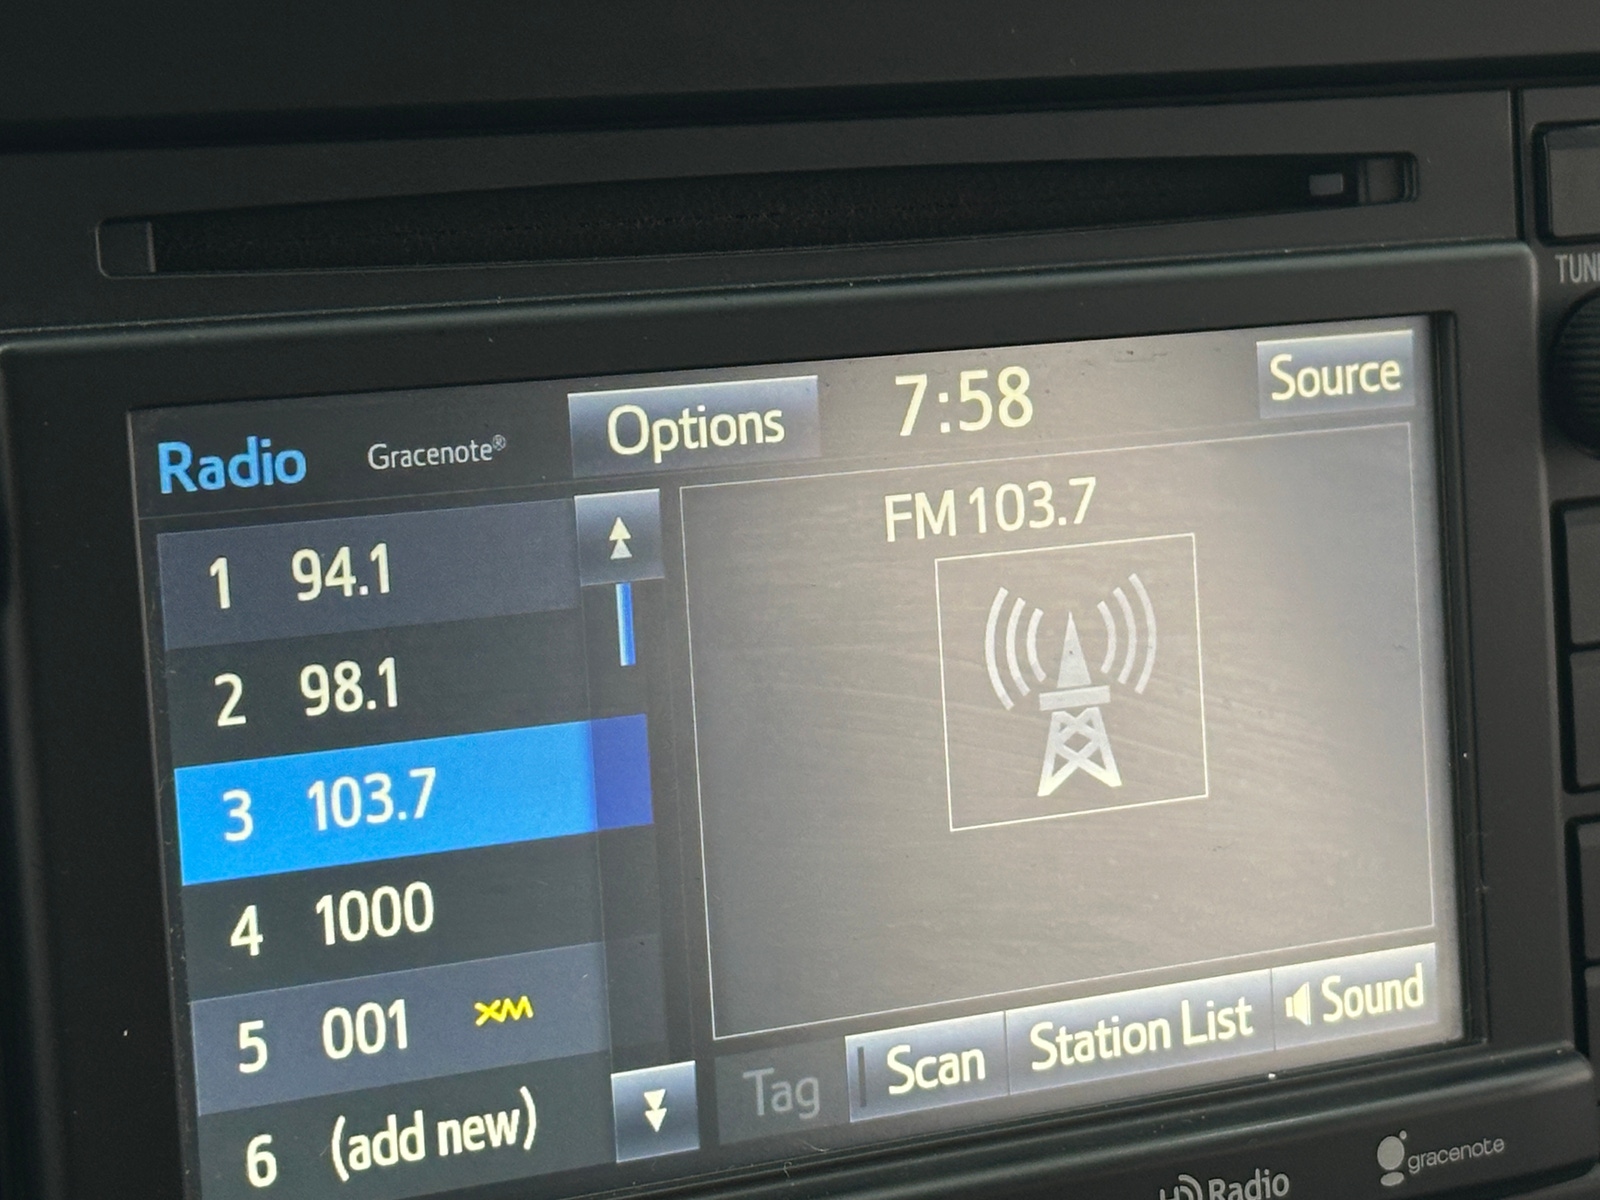 TUN
Radio Gracenote® Options 7:58 Source
FM 103.7
1 94.1
2 98.1
3 103.7
4 1000
5 001 XM
6 (add new)
Tag Scan Station List Sound
HD Radio gracenote